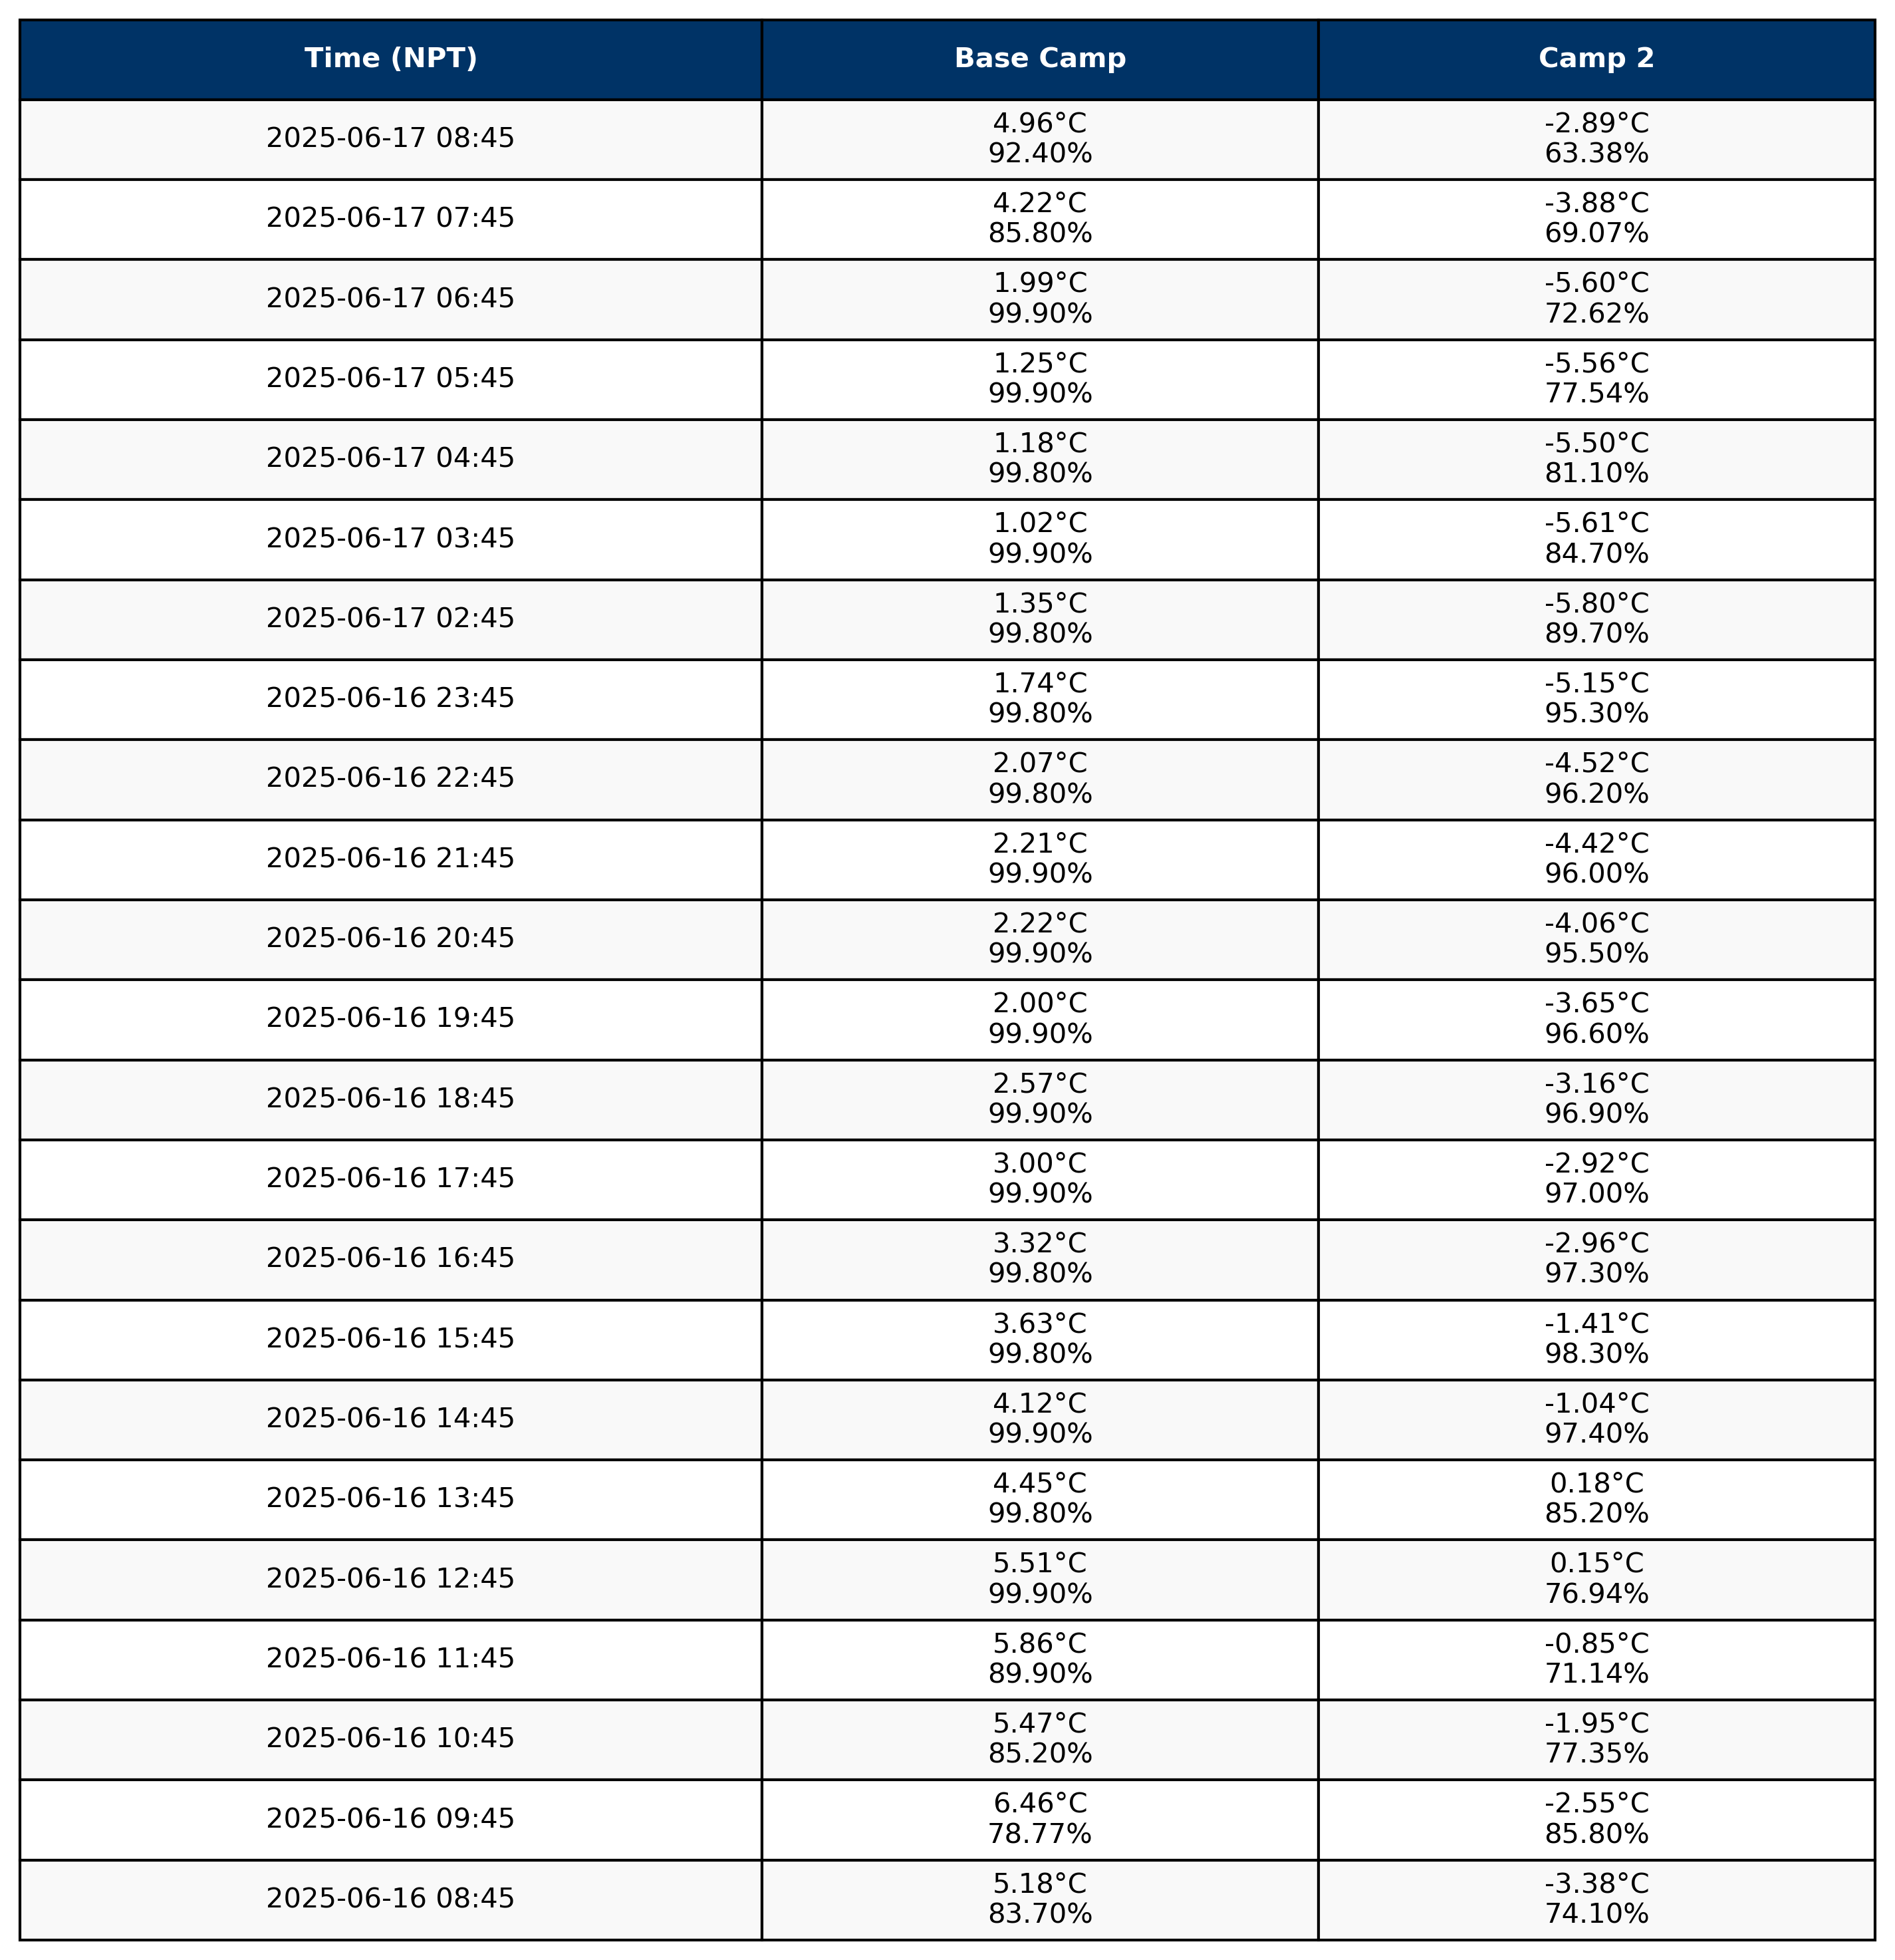 Time (NPT) Base Camp Camp 2
2025-06-17 08:45 4.96°C -2.89°C
92.40% 63.38%
2025-06-17 07:45 4.22°C -3.88°C
85.80% 69.07%
2025-06-17 06:45 1.99°C -5.60°C
99.90% 72.62%
2025-06-17 05:45 1.25°C -5.56°C
99.90% 77.54%
2025-06-17 04:45 1.18°C -5.50°C
99.80% 81.10%
2025-06-17 03:45 1.02°C -5.61°C
99.90% 84.70%
2025-06-17 02:45 1.35°C -5.80°C
99.80% 89.70%
2025-06-16 23:45 1.74°C -5.15°C
99.80% 95.30%
2025-06-16 22:45 2.07°C -4.52°C
99.80% 96.20%
2025-06-16 21:45 2.21°C -4.42°C
99.90% 96.00%
2025-06-16 20:45 2.22°C -4.06°C
99.90% 95.50%
2025-06-16 19:45 2.00°C -3.65°C
99.90% 96.60%
2025-06-16 18:45 2.57°C -3.16°C
99.90% 96.90%
2025-06-16 17:45 3.00°C -2.92°C
99.90% 97.00%
2025-06-16 16:45 3.32°C -2.96°C
99.80% 97.30%
2025-06-16 15:45 3.63°C -1.41°C
99.80% 98.30%
2025-06-16 14:45 4.12°C -1.04°C
99.90% 97.40%
2025-06-16 13:45 4.45°C 0.18°C
99.80% 85.20%
2025-06-16 12:45 5.51°C 0.15°C
99.90% 76.94%
2025-06-16 11:45 5.86°C -0.85°C
89.90% 71.14%
2025-06-16 10:45 5.47°C -1.95°C
85.20% 77.35%
2025-06-16 09:45 6.46°C -2.55°C
78.77% 85.80%
2025-06-16 08:45 5.18°C -3.38°C
83.70% 74.10%